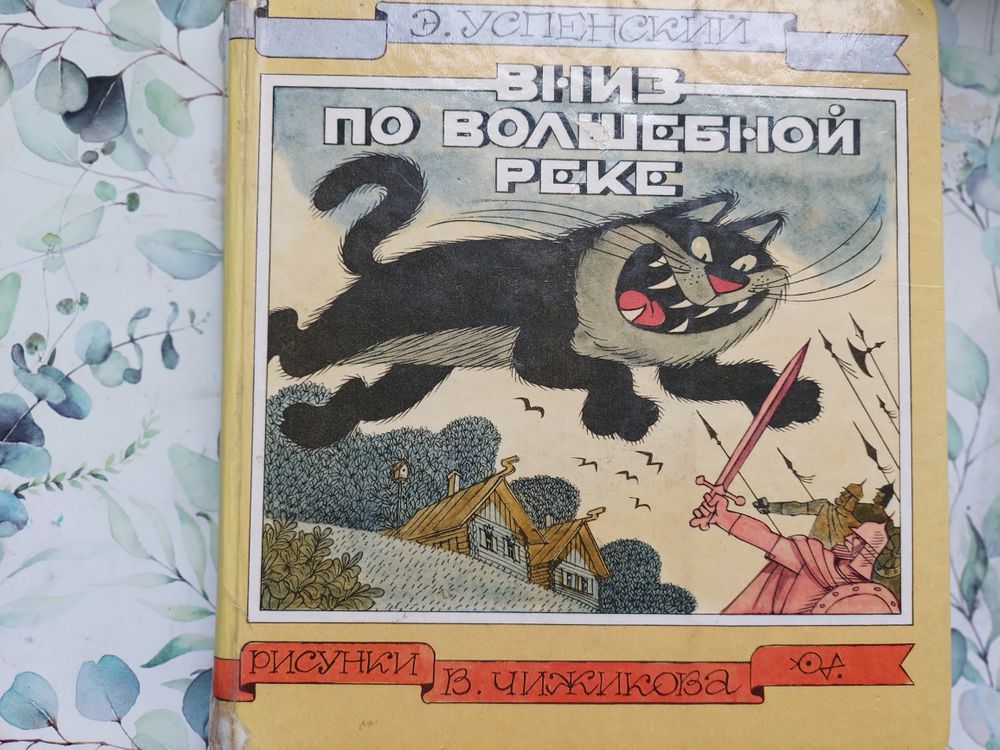 Э. УСПЕНСКИЙ
ВНИЗ
ПО ВОЛШЕБНОЙ
РЕКЕ
РИСУНКИ
В. ЧИЖИКОВА